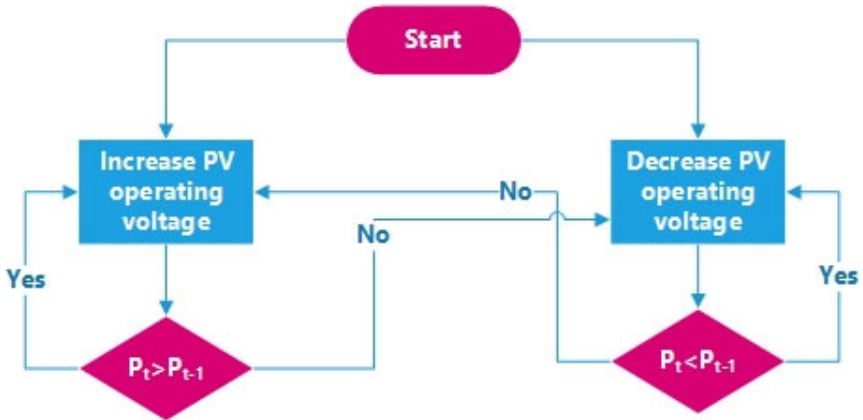 Start
Increase PV
operating
voltage
Decrease PV
operating
voltage
No
No
Yes
Yes
Pₜ>Pₜ₋₁
Pₜ<Pₜ₋₁